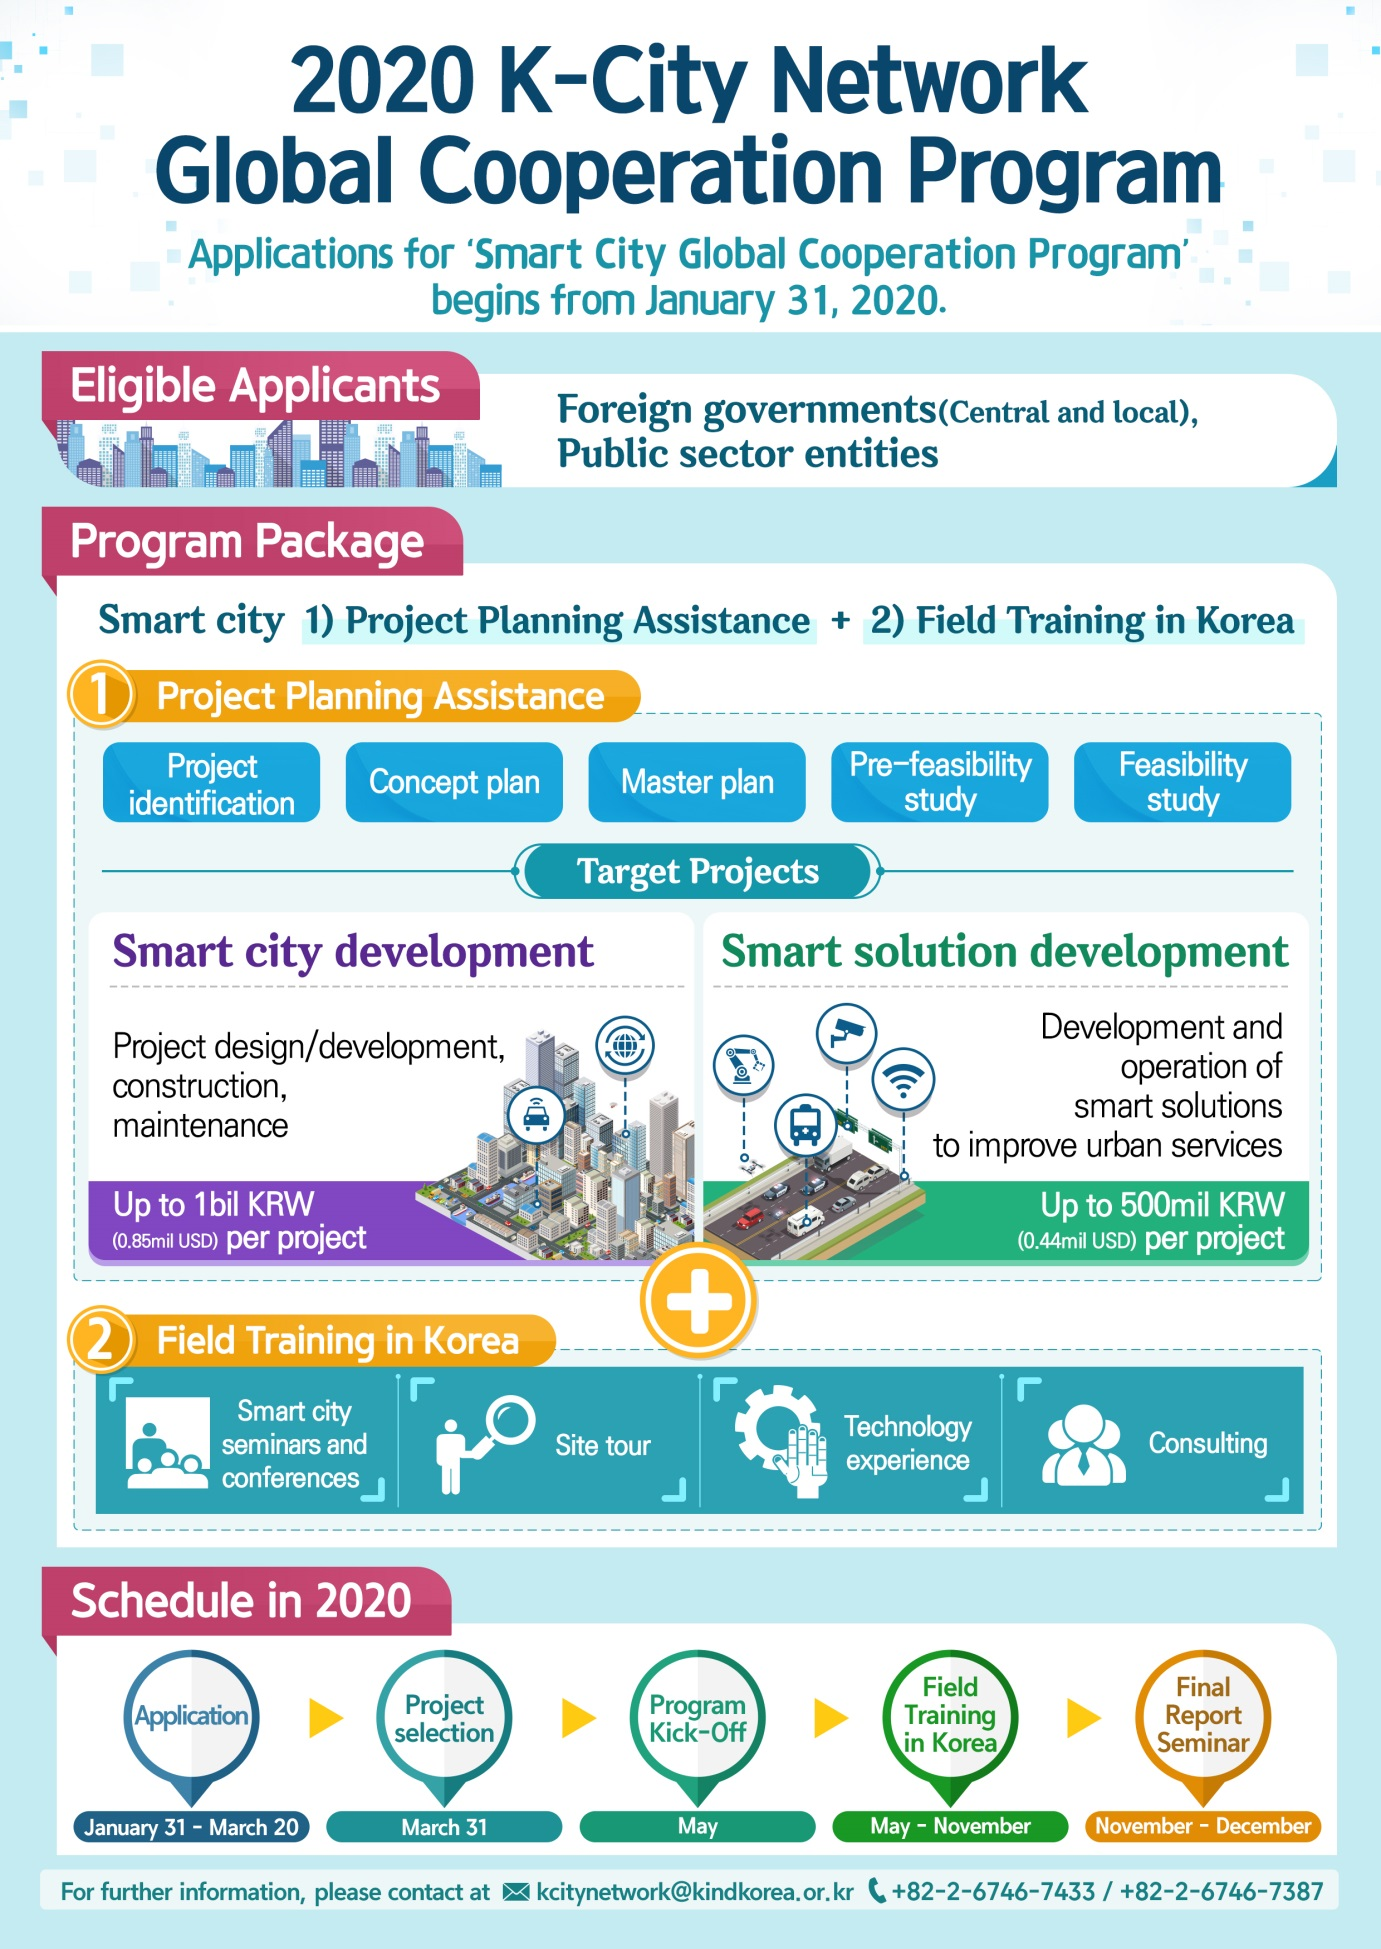 2020 K-City Network
Global Cooperation Program
Applications for ‘Smart City Global Cooperation Program’
begins from January 31, 2020.
Eligible Applicants
Foreign governments(Central and local),
Public sector entities
Program Package
Smart city 1) Project Planning Assistance + 2) Field Training in Korea
1 Project Planning Assistance
Project
identification
Concept plan
Master plan
Pre-feasibility
study
Feasibility
study
Target Projects
Smart city development
Project design/development,
construction,
maintenance
Up to 1bil KRW
(0.85mil USD) per project
Smart solution development
Development and
operation of
smart solutions
to improve urban services
Up to 500mil KRW
(0.44mil USD) per project
2 Field Training in Korea
Smart city
seminars and
conferences
Site tour
Technology
experience
Consulting
Schedule in 2020
Application
January 31 - March 20
Project
selection
March 31
Program
Kick-Off
May
Field
Training
in Korea
May - November
Final
Report
Seminar
November - December
For further information, please contact at kcitynetwork@kindkorea.or.kr +82-2-6746-7433 / +82-2-6746-7387